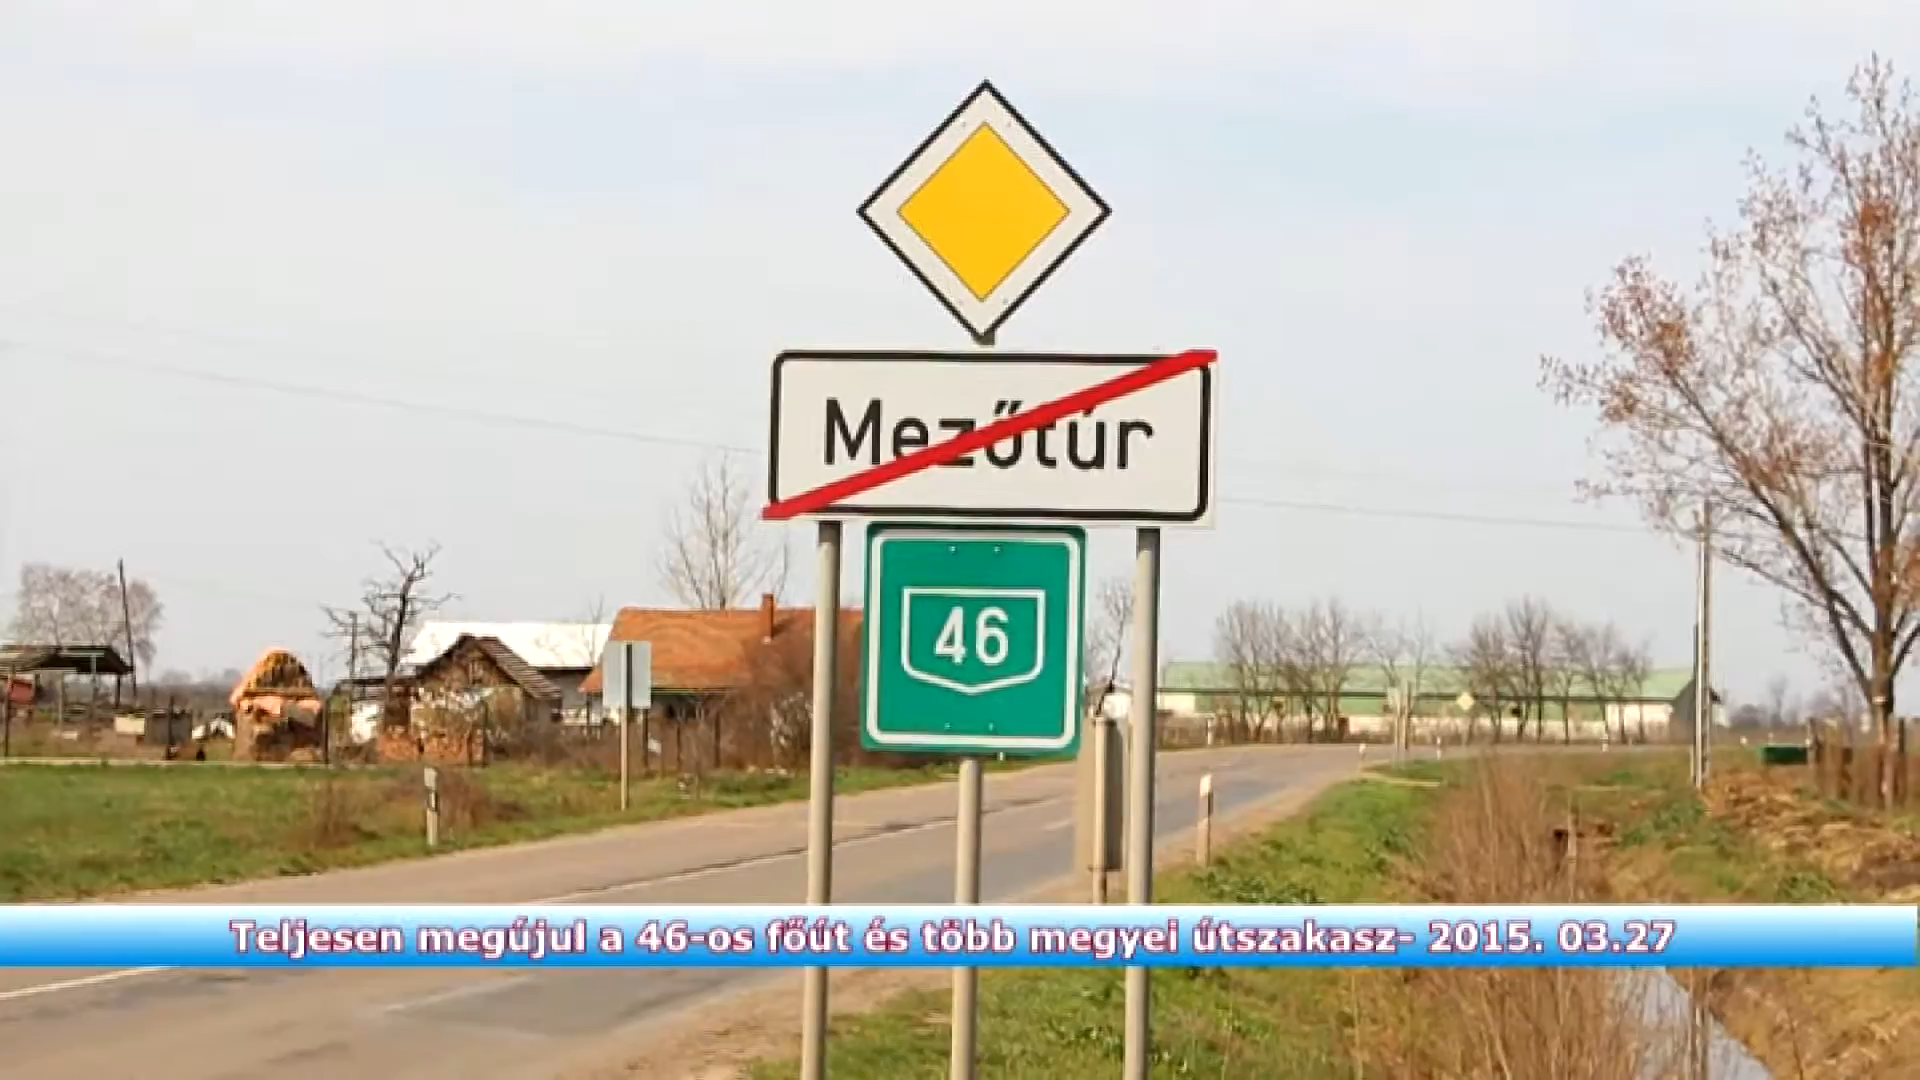 Mezőtúr
46
Teljesen megújul a 46-os főút és több megyei útszakasz- 2015. 03.27